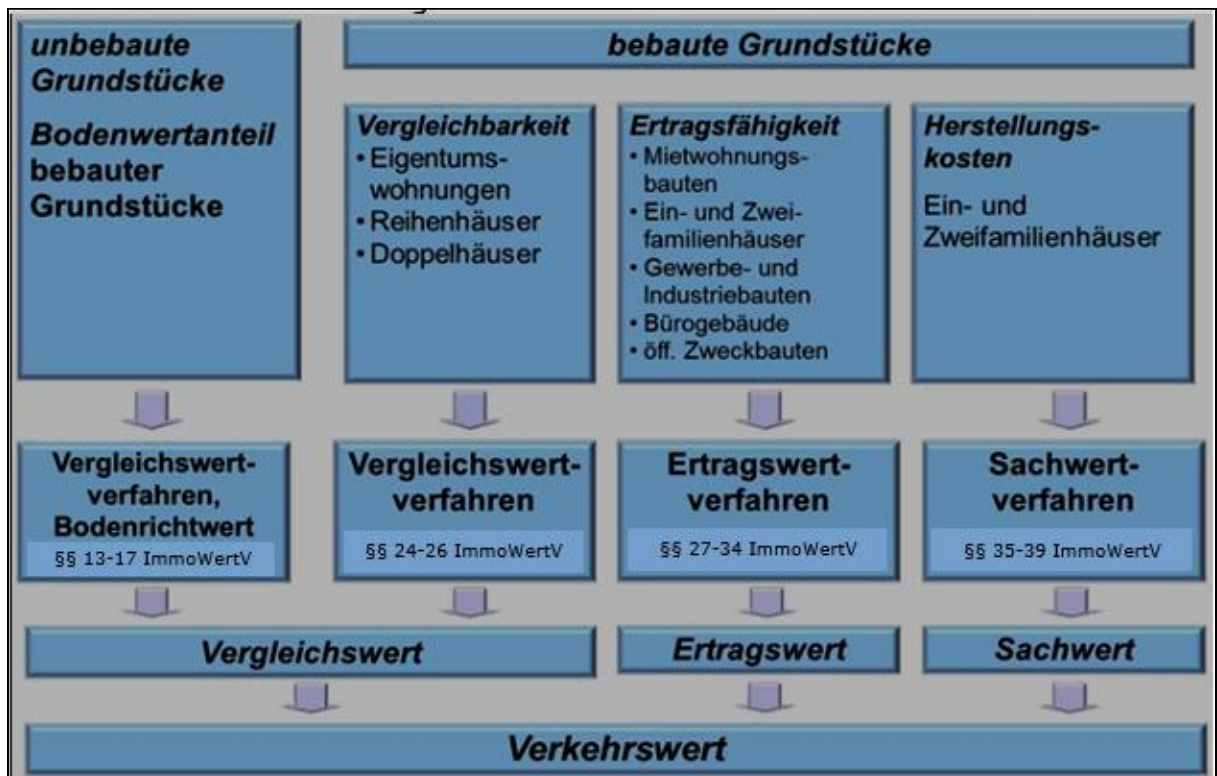 unbebaute
Grundstücke
Bodenwertanteil
bebauter
Grundstücke
bebaute Grundstücke
Vergleichbarkeit
• Eigentums-
wohnungen
• Reihenhäuser
• Doppelhäuser
Ertragsfähigkeit
• Mietwohnungs-
bauten
• Ein- und Zwei-
familienhäuser
• Gewerbe- und
Industriebauten
• Bürogebäude
• öff. Zweckbauten
Herstellungs-
kosten
Ein- und
Zweifamilienhäuser
Vergleichswert-
verfahren,
Bodenrichtwert
§§ 13-17 ImmoWertV
Vergleichswert-
verfahren
§§ 24-26 ImmoWertV
Ertragswert-
verfahren
§§ 27-34 ImmoWertV
Sachwert-
verfahren
§§ 35-39 ImmoWertV
Vergleichswert
Ertragswert
Sachwert
Verkehrswert